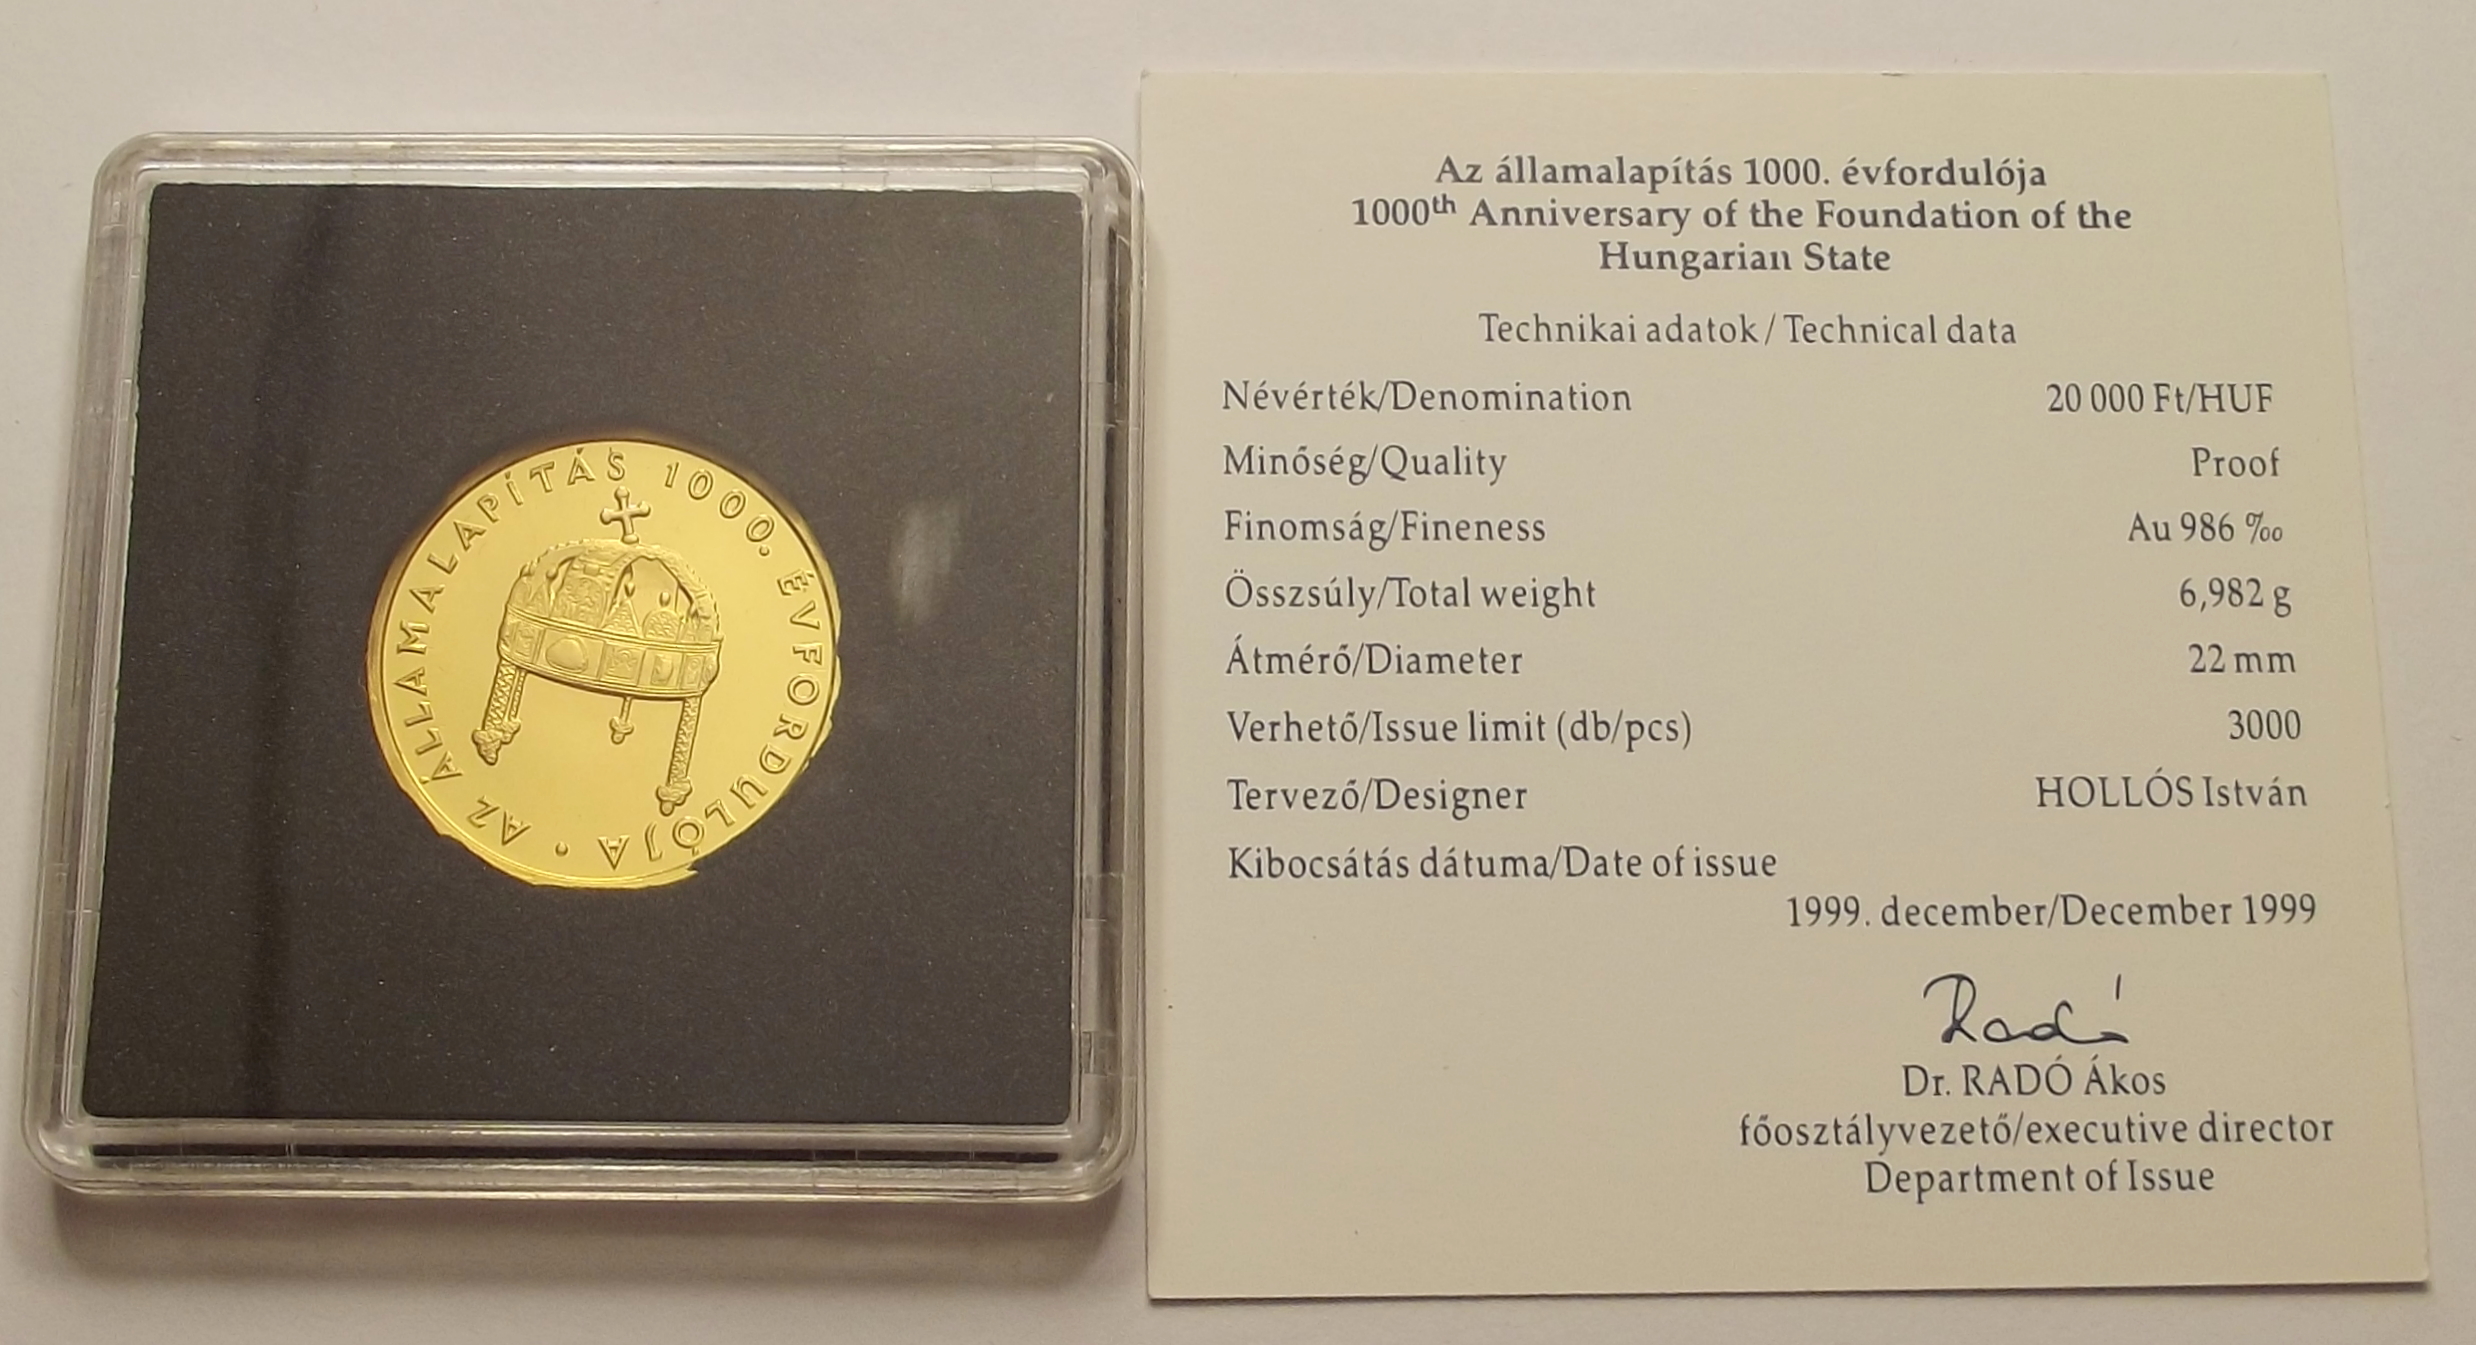 AZ ÁLLAMALAPÍTÁS 1000. ÉVFORDULÓJA •
Az államalapítás 1000. évfordulója
1000th Anniversary of the Foundation of the
Hungarian State
Technikai adatok / Technical data
Névérték/Denomination 20 000 Ft/HUF
Minőség/Quality Proof
Finomság/Fineness Au 986 ‰
Összsúly/Total weight 6,982 g
Átmérő/Diameter 22 mm
Verhető/Issue limit (db/pcs) 3000
Tervező/Designer HOLLÓS István
Kibocsátás dátuma/Date of issue
1999. december/December 1999
Radó
Dr. RADÓ Ákos
főosztályvezető/executive director
Department of Issue